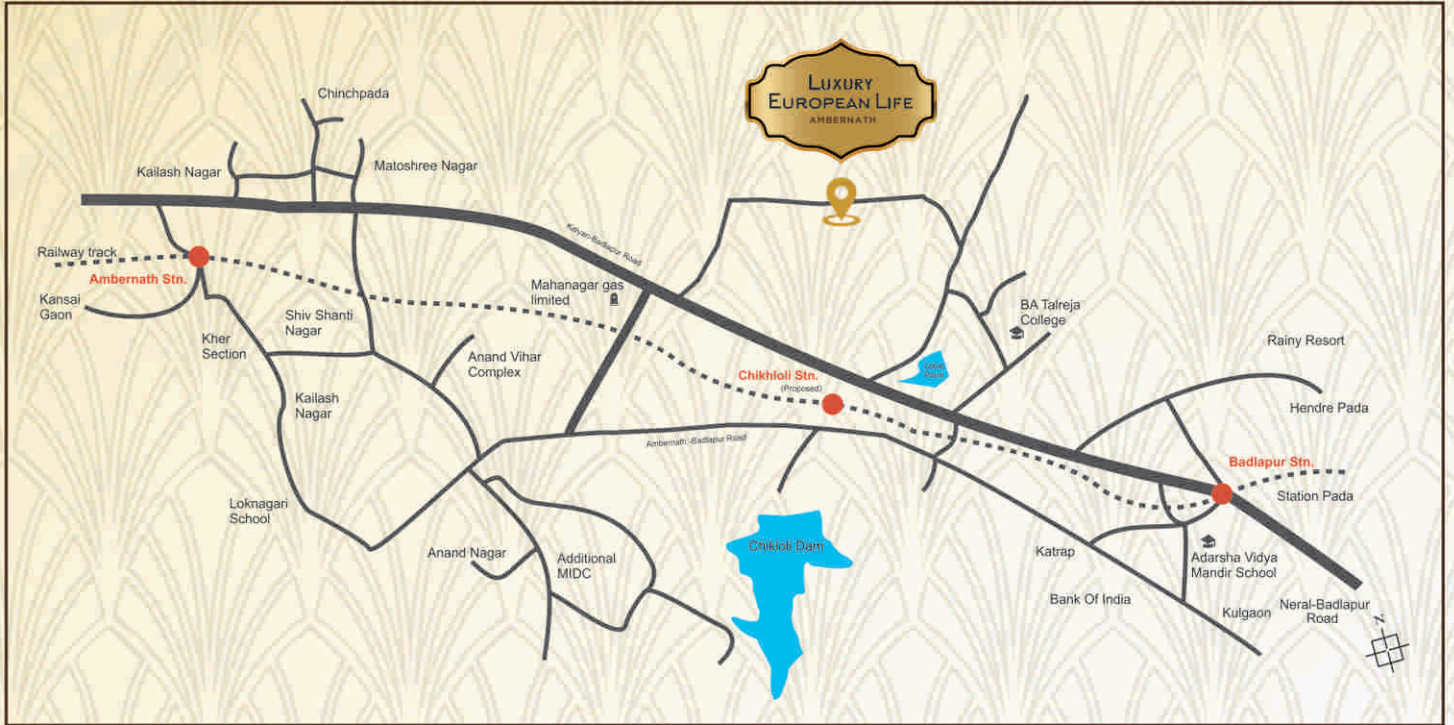 LUXURY
EUROPEAN LIFE
AMBERNATH
Chinchpada
Kailash Nagar
Matoshree Nagar
Railway track
Ambernath Stn.
Kansai
Gaon
Kalyan-Badlapur Road
Mahanagar gas
limited
Kher
Section
Shiv Shanti
Nagar
Anand Vihar
Complex
Kailash
Nagar
Chikhloli Stn.
(Proposed)
BA Talreja
College
Rainy Resort
Hendre Pada
Ambernath -Badlapur Road
Badlapur Stn.
Station Pada
Loknagari
School
Anand Nagar
Additional
MIDC
Chikloli Dam
Katrap
Adarsha Vidya
Mandir School
Bank Of India
Kulgaon
Neral-Badlapur
Road
N